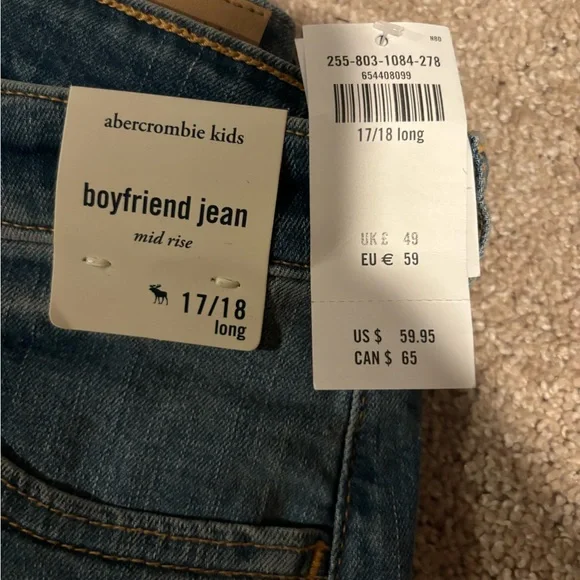 abercrombie kids
boyfriend jean
mid rise
17/18
long
N80
255-803-1084-278
654408099
17/18 long
UK £ 49
EU € 59
US $ 59.95
CAN $ 65